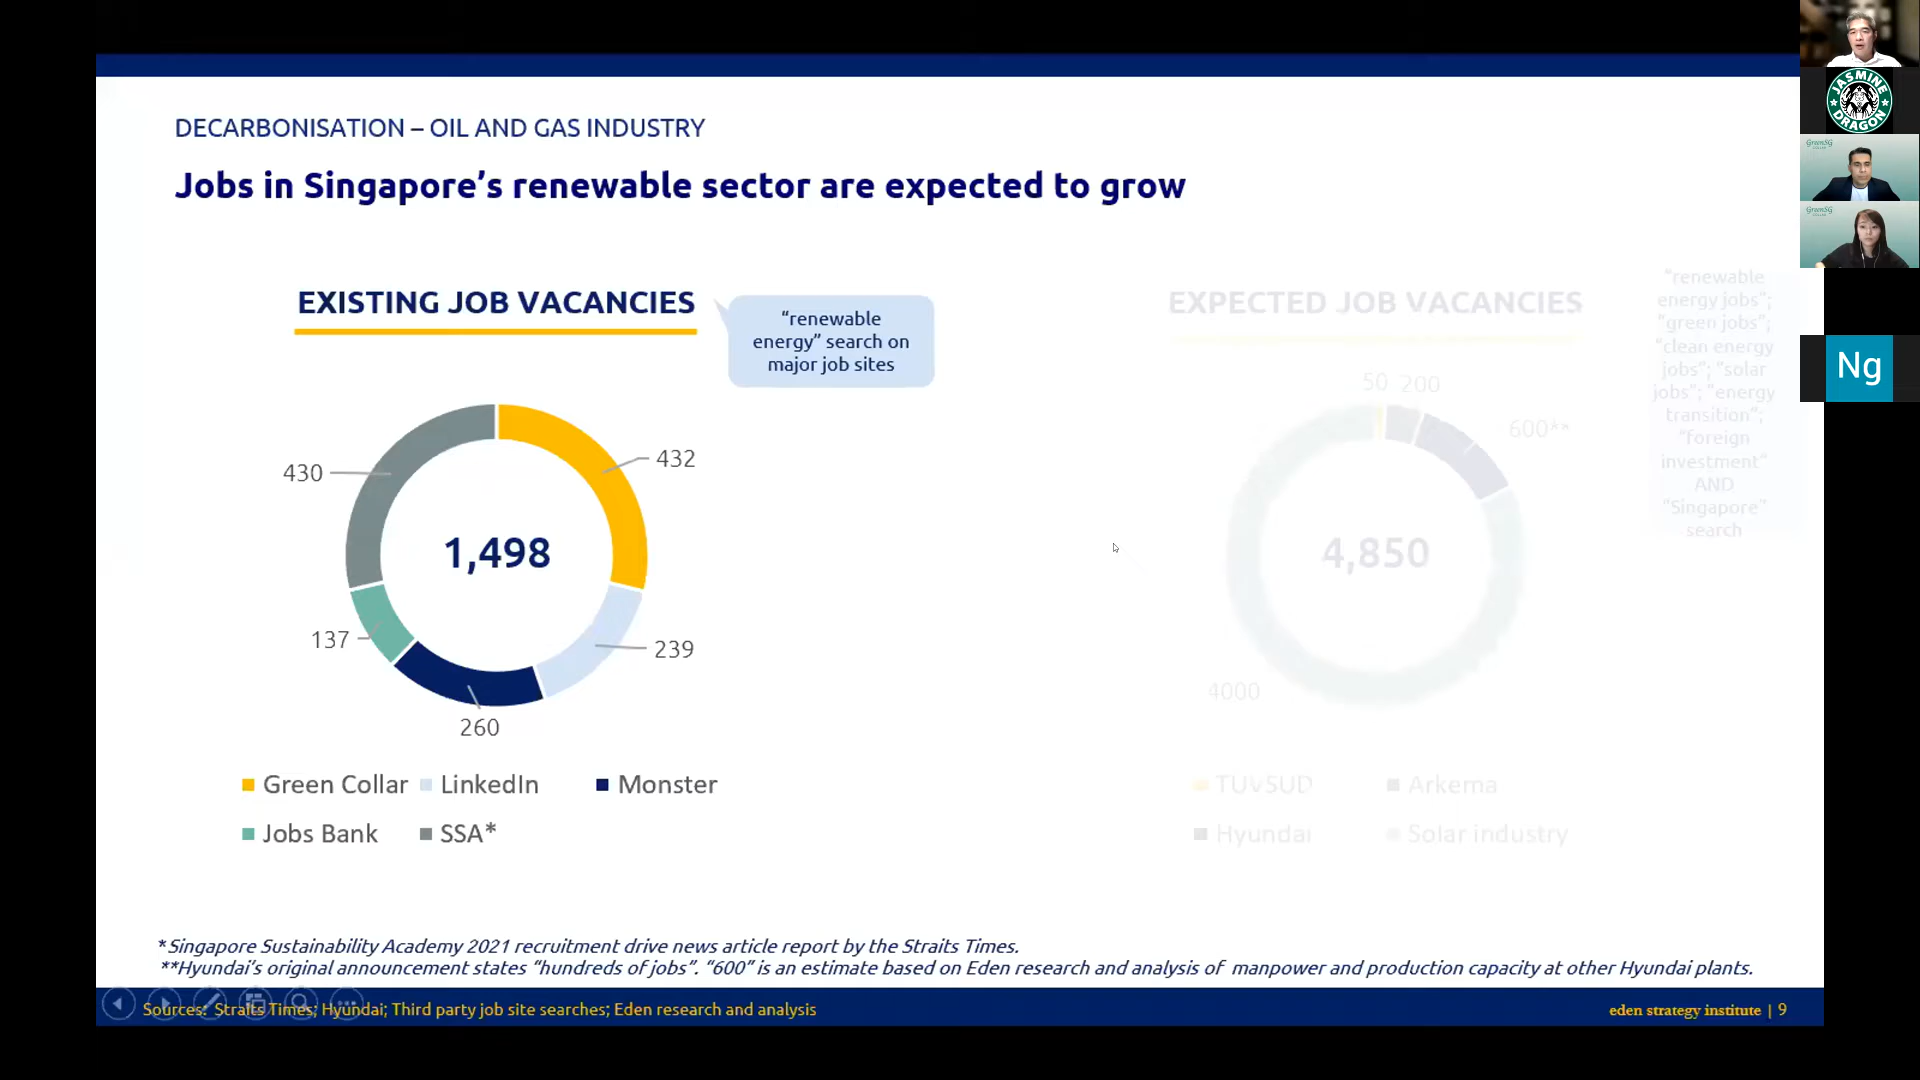 DECARBONISATION – OIL AND GAS INDUSTRY
Jobs in Singapore’s renewable sector are expected to grow
EXISTING JOB VACANCIES
“renewable
energy” search on
major job sites
430
432
1,498
137
239
260
Green Collar
LinkedIn
Monster
Jobs Bank
SSA*
EXPECTED JOB VACANCIES
“renewable
energy jobs”;
“green jobs”;
“clean energy
jobs”; “solar
jobs”; “energy
transition”;
“foreign
investment”
AND
“Singapore”
search
50
200
600**
4,850
4000
TUVSUD
Arkema
Hyundai
Solar industry
*Singapore Sustainability Academy 2021 recruitment drive news article report by the Straits Times.
**Hyundai’s original announcement states “hundreds of jobs”. “600” is an estimate based on Eden research and analysis of manpower and production capacity at other Hyundai plants.
Sources: Straits Times; Hyundai; Third party job site searches; Eden research and analysis
eden strategy institute | 9
JASMINE
DRAGON
GreenSG
COLLAR
GreenSG
COLLAR
Ng